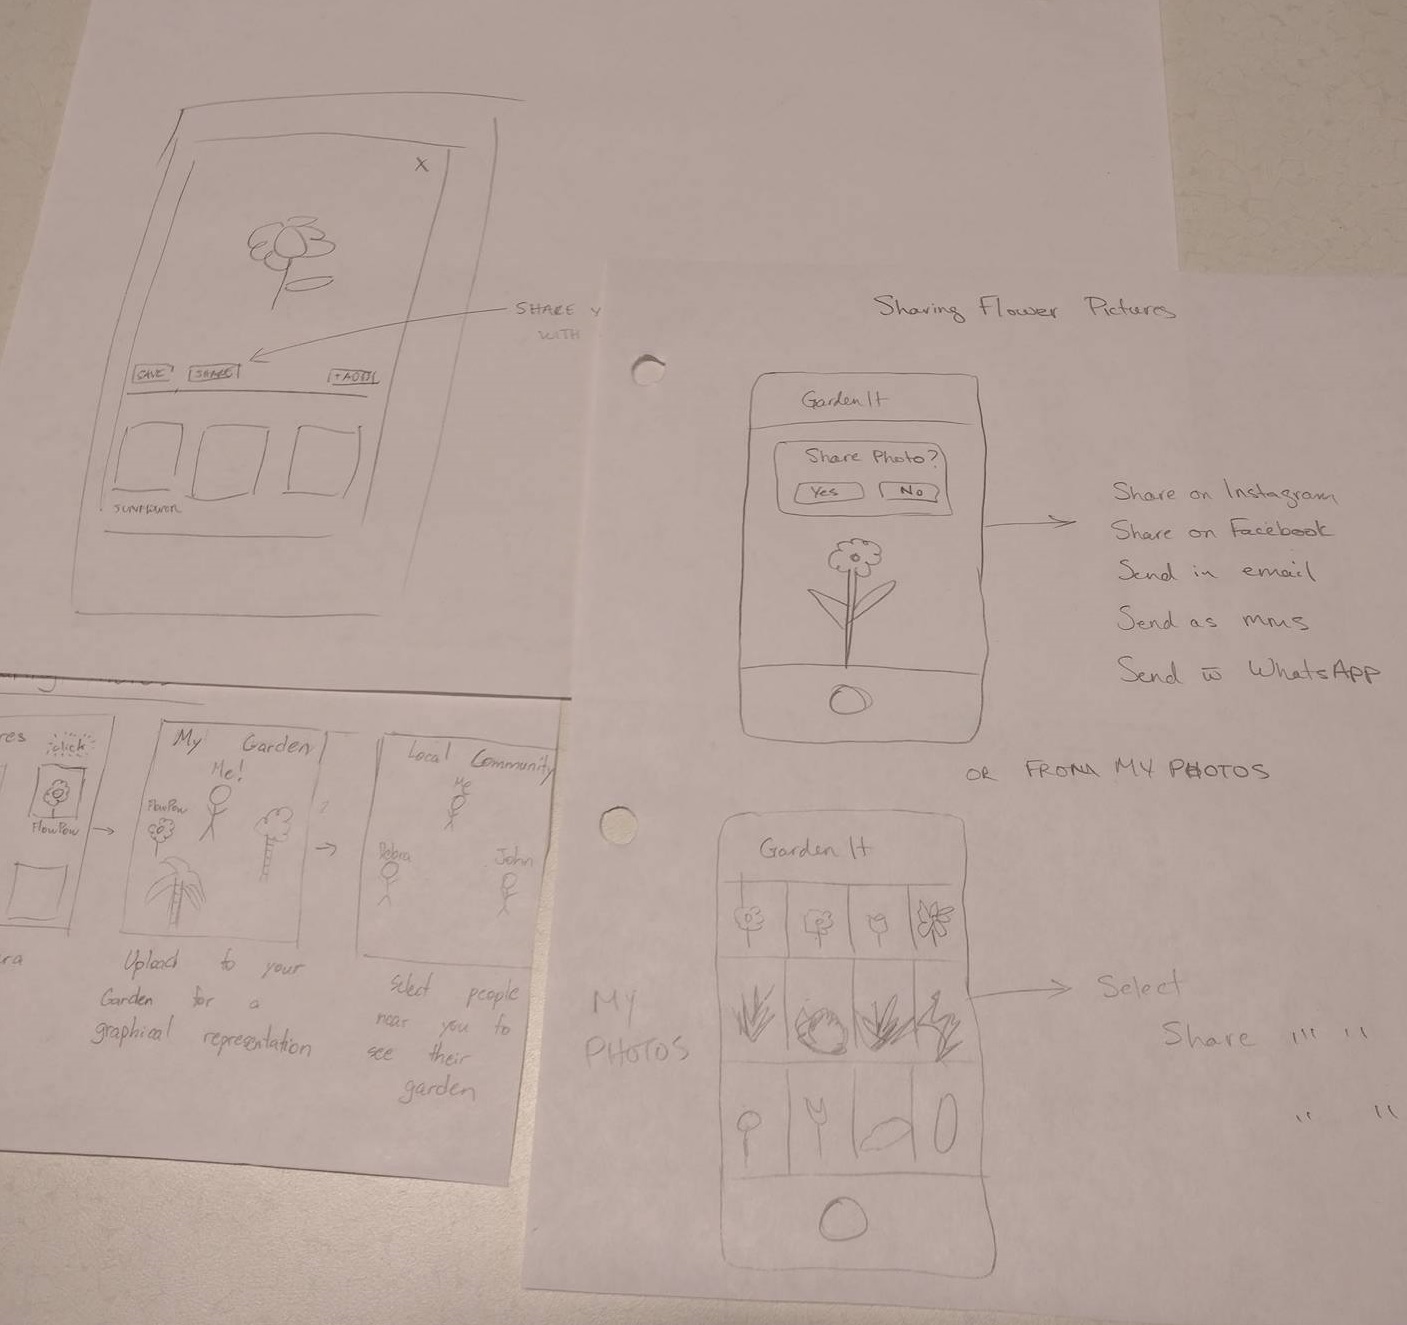 X
SAVE
SHARE
+ADD
SUNFLOWER
SHARE Y
WITH
Sharing Flower Pictures
Garden It
Share Photo?
Yes
No
Share on Instagram
Share on Facebook
Send in email
Send as mms
Send w WhatsApp
OR FROM MY PHOTOS
Garden It
MY
PHOTOS
Select
Share "' "
" "
res
click
FlowPow
ra
My Garden
Me!
FlowPow
?
Upload to your
Garden for a
graphical representation
Local Community
Me
Debra
John
select people
near you to
see their
garden